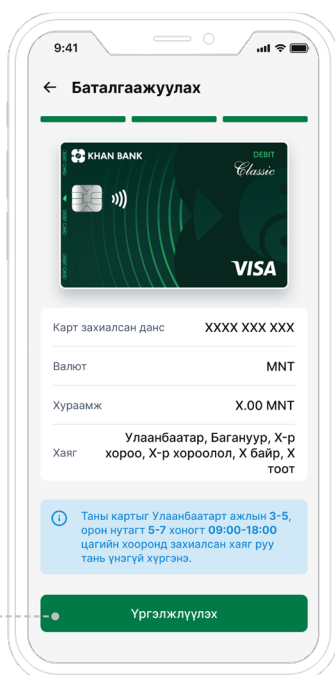 9:41
Баталгаажуулах
KHAN BANK
DEBIT
Classic
VISA
Карт захиалсан данс XXXX XXX XXX
Валют MNT
Хураамж X.00 MNT
Хаяг Улаанбаатар, Багануур, X-р
хороо, X-р хороолол, X байр, X
тоот
Таны картыг Улаанбаатарт ажлын 3-5,
орон нутагт 5-7 хоногт 09:00-18:00
цагийн хооронд захиалсан хаяг руу
тань үнэгүй хүргэнэ.
Үргэлжлүүлэх